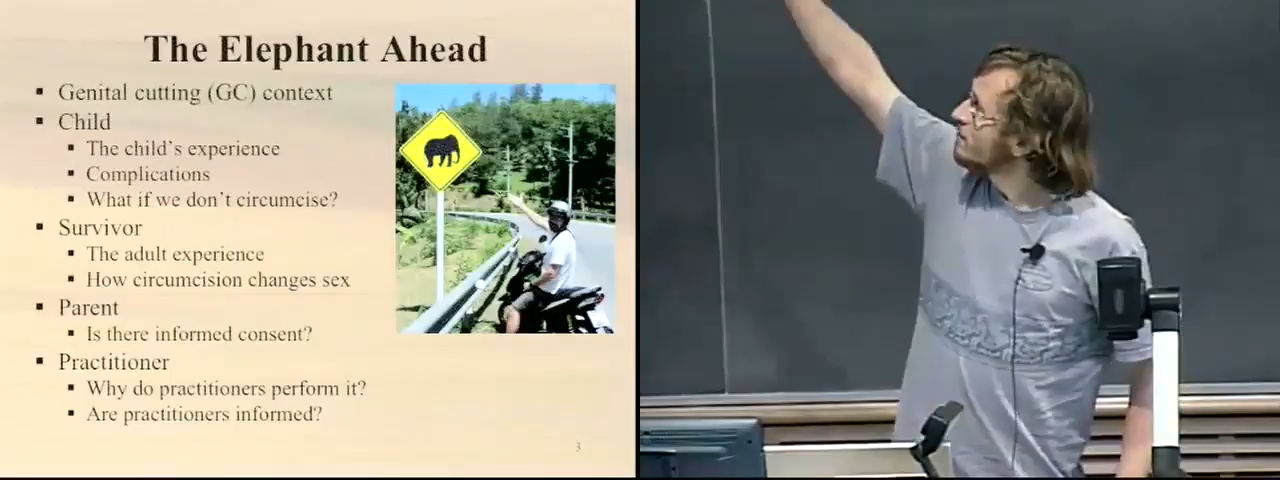 The Elephant Ahead
▪ Genital cutting (GC) context
▪ Child
▪ The child's experience
▪ Complications
▪ What if we don't circumcise?
▪ Survivor
▪ The adult experience
▪ How circumcision changes sex
▪ Parent
▪ Is there informed consent?
▪ Practitioner
▪ Why do practitioners perform it?
▪ Are practitioners informed?
3